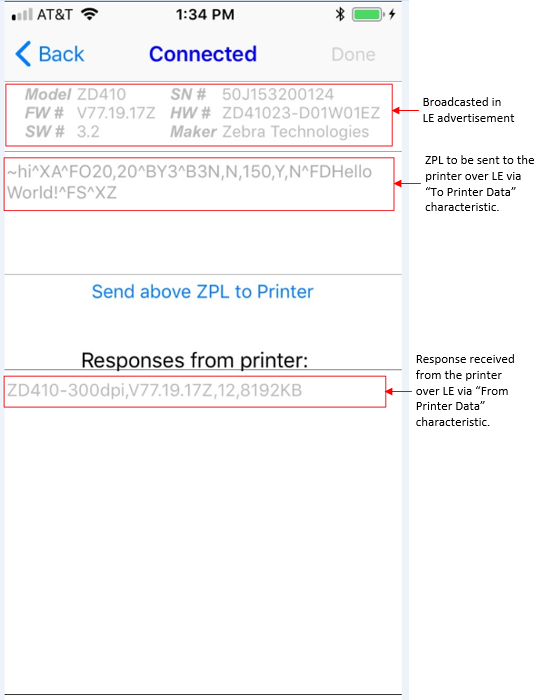 AT&T 1:34 PM
Back Connected Done
Model ZD410 SN # 50J153200124
FW # V77.19.17Z HW # ZD41023-D01W01EZ
SW # 3.2 Maker Zebra Technologies
Broadcasted in
LE advertisement
~hi^XA^FO20,20^BY3^B3N,N,150,Y,N^FDHello
World!^FS^XZ
ZPL to be sent to the
printer over LE via
“To Printer Data”
characteristic.
Send above ZPL to Printer
Responses from printer:
ZD410-300dpi,V77.19.17Z,12,8192KB
Response received
from the printer
over LE via “From
Printer Data”
characteristic.